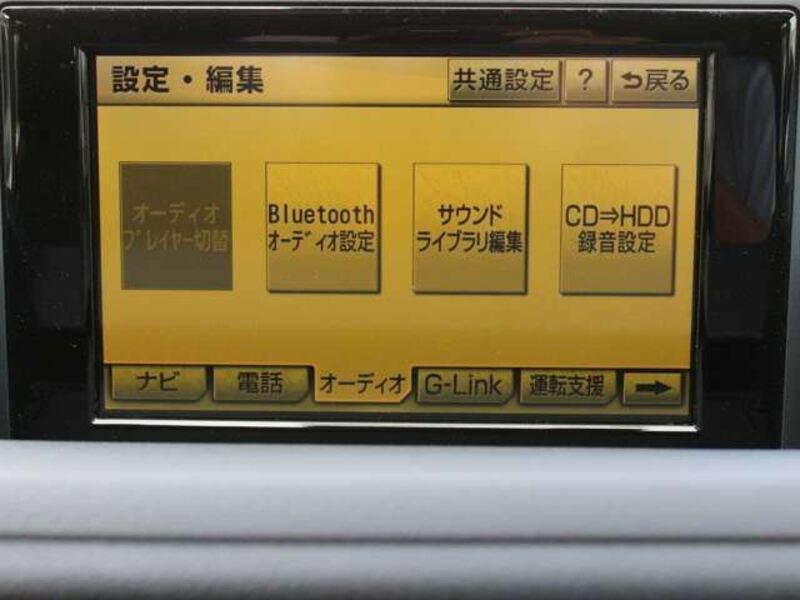 設定・編集
共通設定
?
戻る
オーディオ
プレイヤー切替
Bluetooth
オーディオ設定
サウンド
ライブラリ編集
CD⇒HDD
録音設定
ナビ
電話
オーディオ
G-Link
運転支援